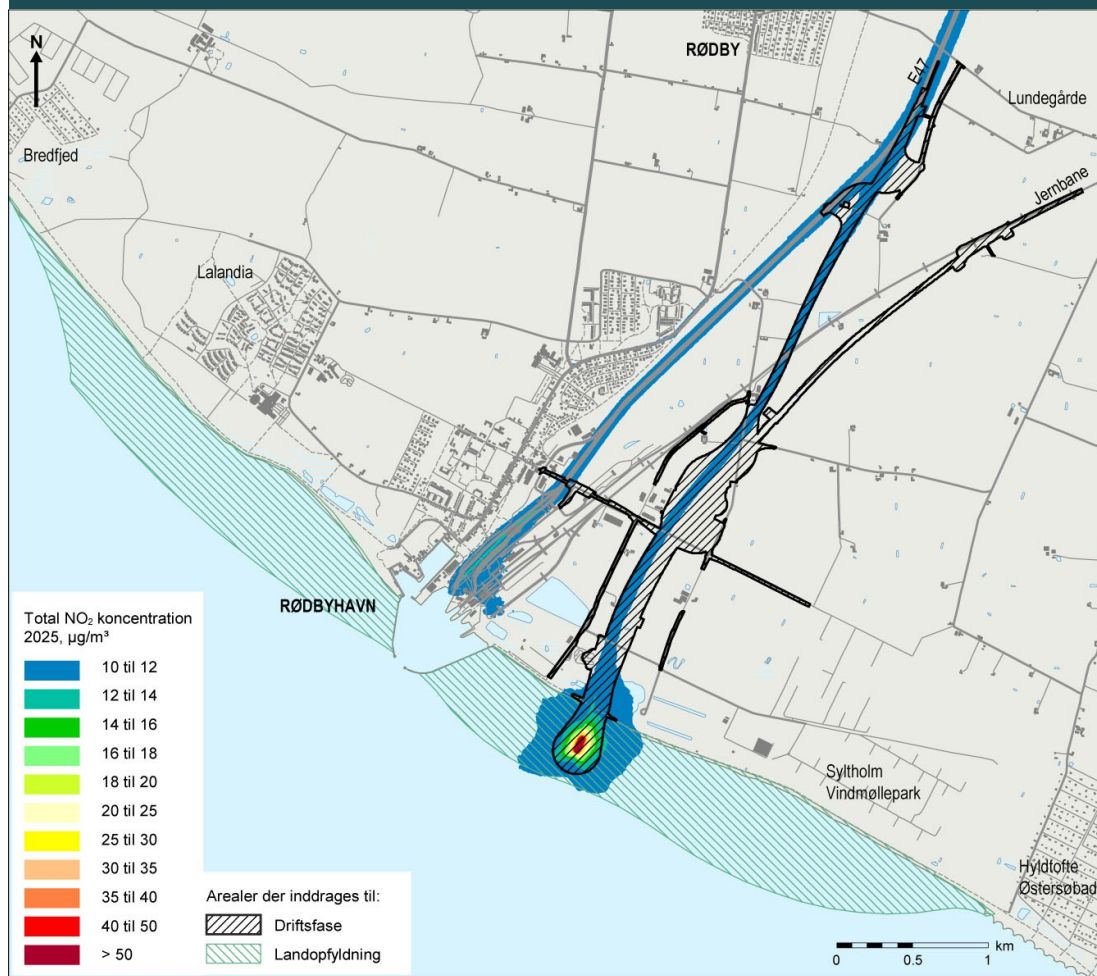 N
RØDBY
E47
Lundegårde
Bredfjed
Jernbane
Lalandia
RØDBYHAVN
Total NO₂ koncentration
2025, µg/m³
10 til 12
12 til 14
14 til 16
16 til 18
18 til 20
20 til 25
25 til 30
30 til 35
35 til 40
40 til 50
> 50
Arealer der inddrages til:
Driftsfase
Landopfyldning
Syltholm
Vindmøllepark
Hyldtofte
Østersøbad
km
0 0.5 1